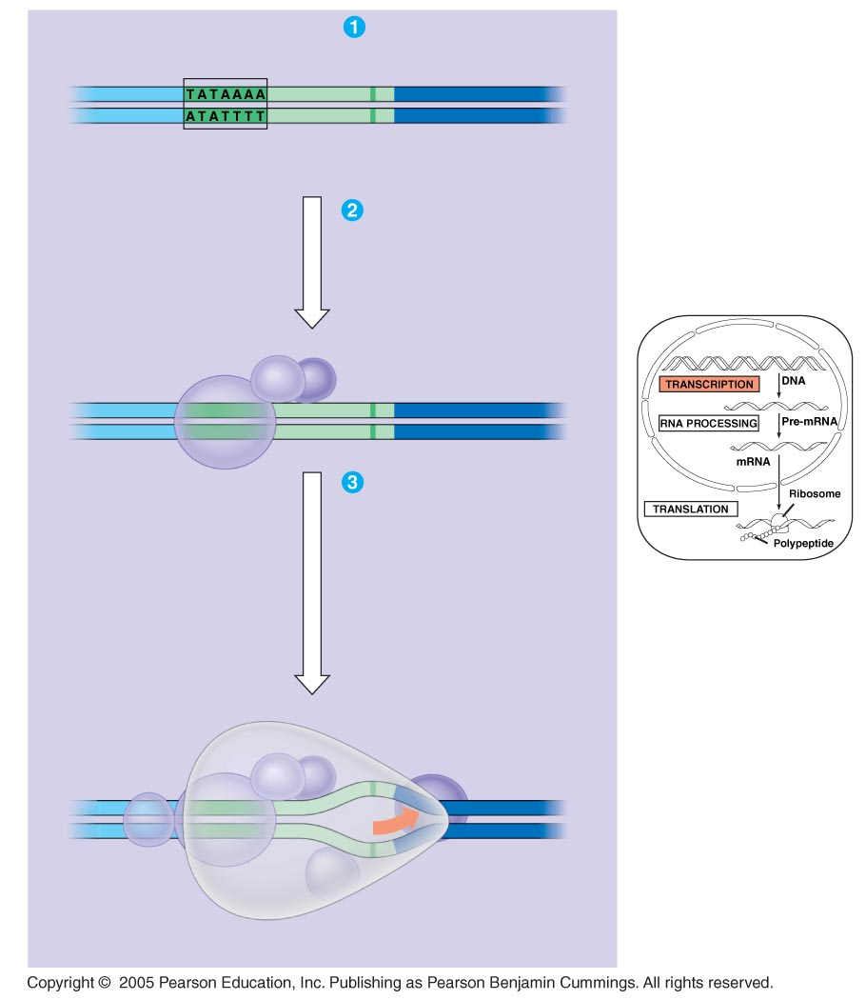 1
TATAAAA
ATATTTT
2
3
TRANSCRIPTION
DNA
RNA PROCESSING
Pre-mRNA
mRNA
Ribosome
TRANSLATION
Polypeptide
Copyright © 2005 Pearson Education, Inc. Publishing as Pearson Benjamin Cummings. All rights reserved.